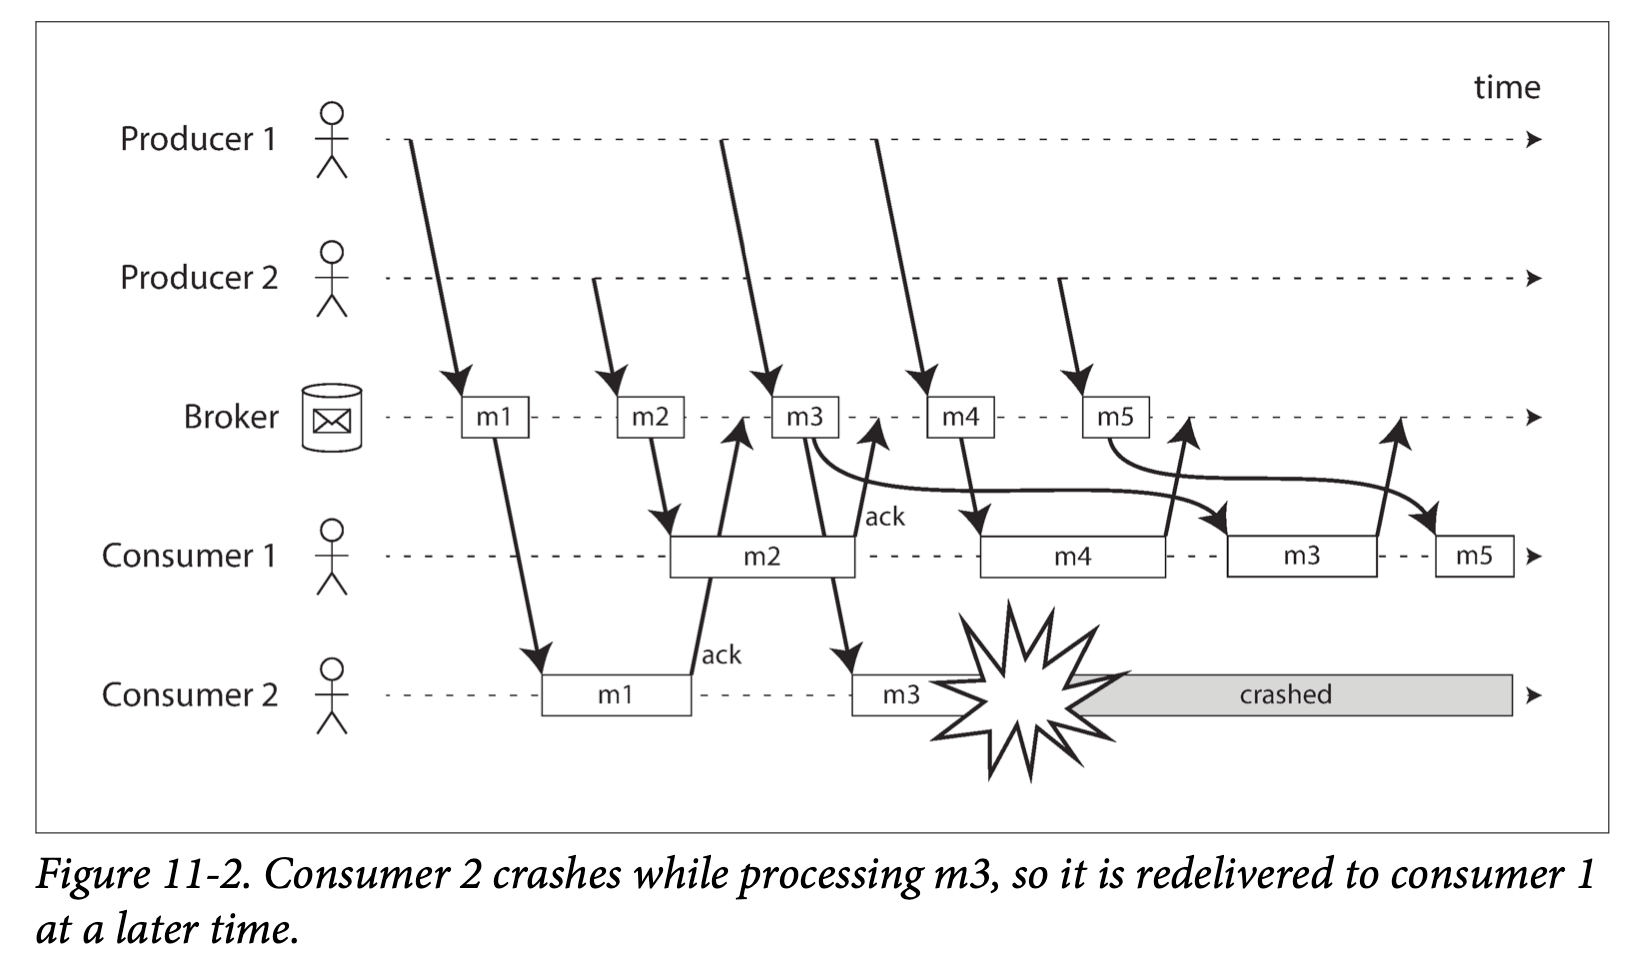 time
Producer 1
Producer 2
Broker
m1
m2
m3
m4
m5
ack
Consumer 1
m2
m4
m3
m5
ack
Consumer 2
m1
m3
crashed
Figure 11-2. Consumer 2 crashes while processing m3, so it is redelivered to consumer 1
at a later time.